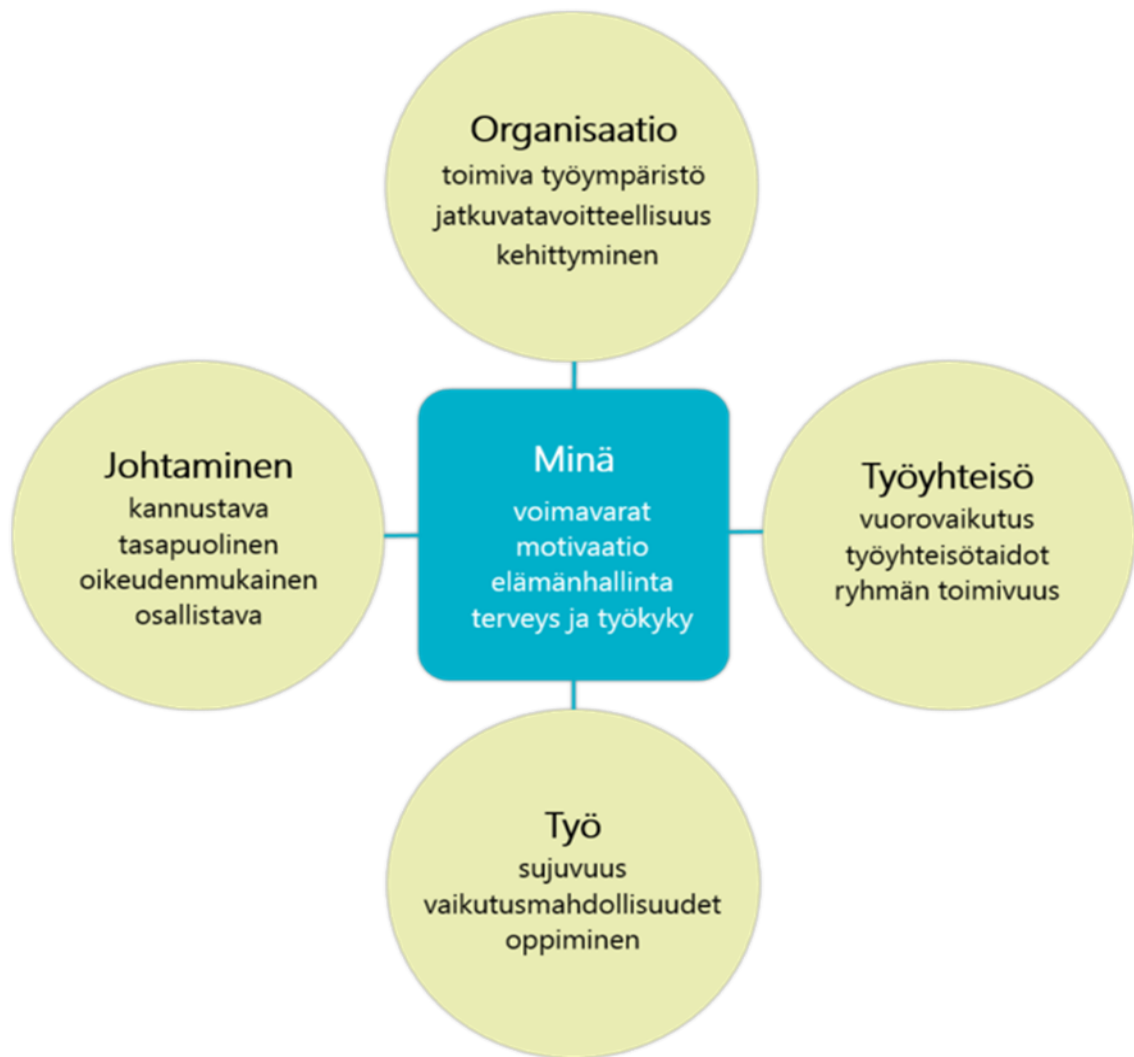 Organisaatio
toimiva työympäristö
jatkuvatavoitteellisuus
kehittyminen
Johtaminen
kannustava
tasapuolinen
oikeudenmukainen
osallistava
Minä
voimavarat
motivaatio
elämänhallinta
terveys ja työkyky
Työyhteisö
vuorovaikutus
työyhteisötaidot
ryhmän toimivuus
Työ
sujuvuus
vaikutusmahdollisuudet
oppiminen